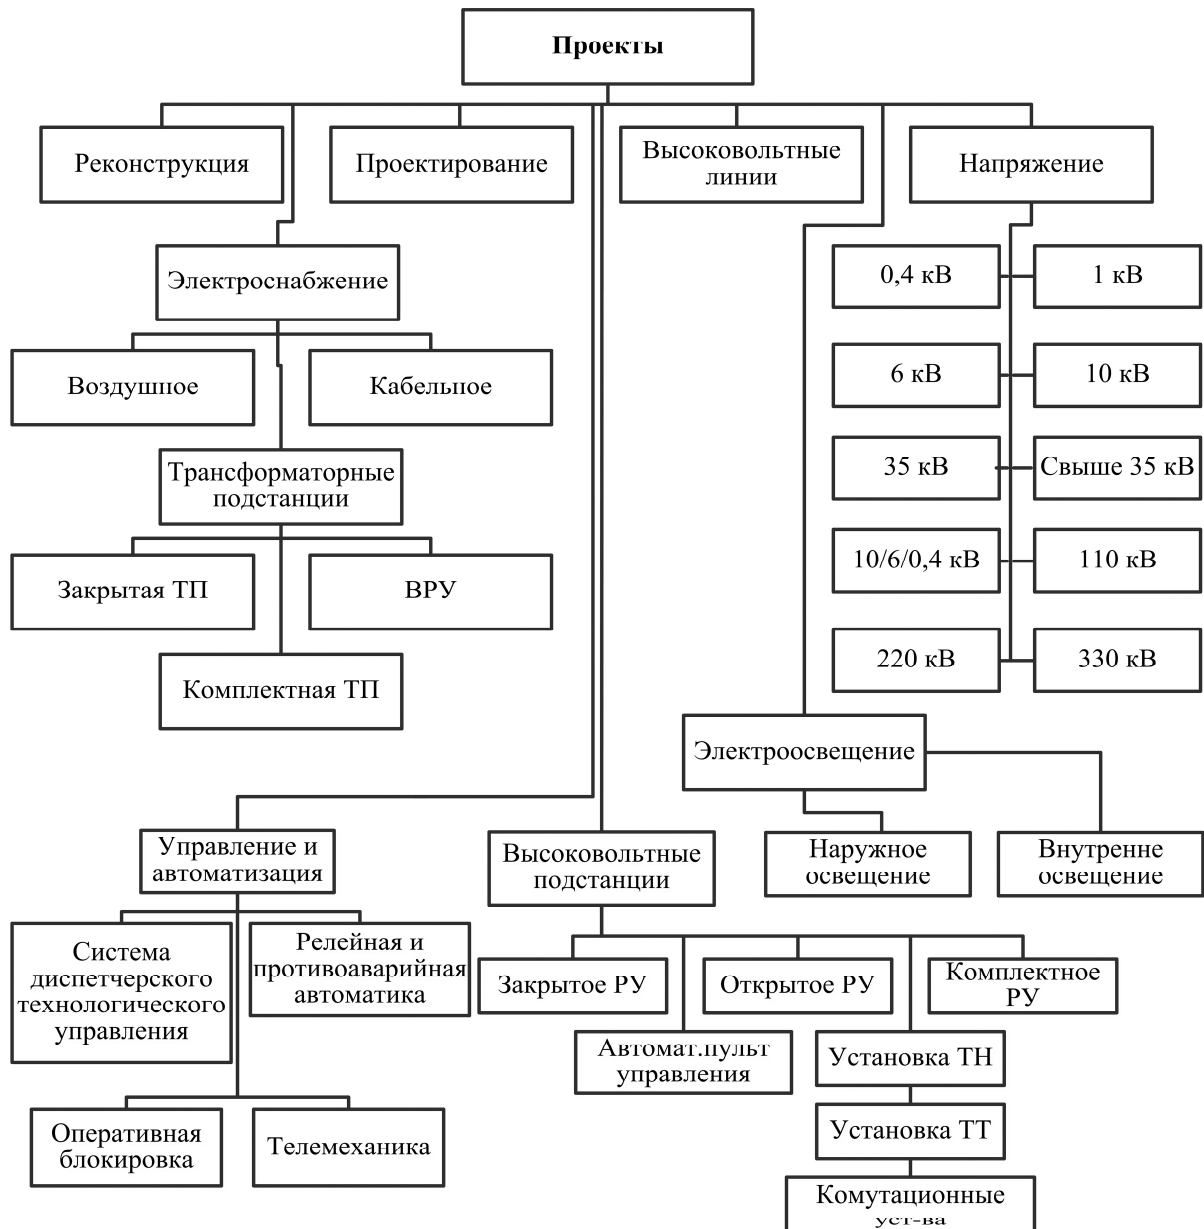 Проекты
Реконструкция
Проектирование
Высоковольтные
линии
Напряжение
Электроснабжение
0,4 кВ
1 кВ
Воздушное
Кабельное
6 кВ
10 кВ
Трансформаторные
подстанции
35 кВ
Свыше 35 кВ
Закрытая ТП
ВРУ
10/6/0,4 кВ
110 кВ
Комплектная ТП
220 кВ
330 кВ
Электроосвещение
Управление и
автоматизация
Высоковольтные
подстанции
Наружное
освещение
Внутренне
освещение
Система
диспетчерского
технологического
управления
Релейная и
противоаварийная
автоматика
Закрытое РУ
Открытое РУ
Комплектное
РУ
Автомат.пульт
управления
Установка ТН
Оперативная
блокировка
Телемеханика
Установка ТТ
Комутационные
уст-ва